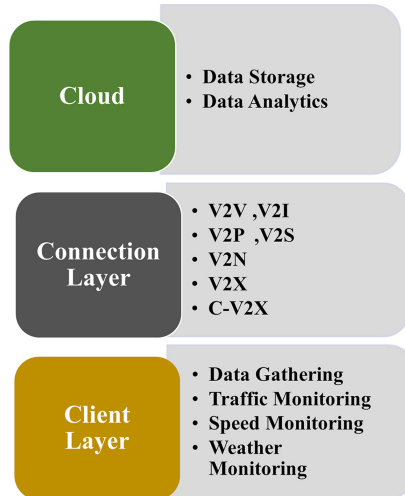 Cloud
• Data Storage
• Data Analytics
Connection
Layer
• V2V ,V2I
• V2P ,V2S
• V2N
• V2X
• C-V2X
Client
Layer
• Data Gathering
• Traffic Monitoring
• Speed Monitoring
• Weather
Monitoring